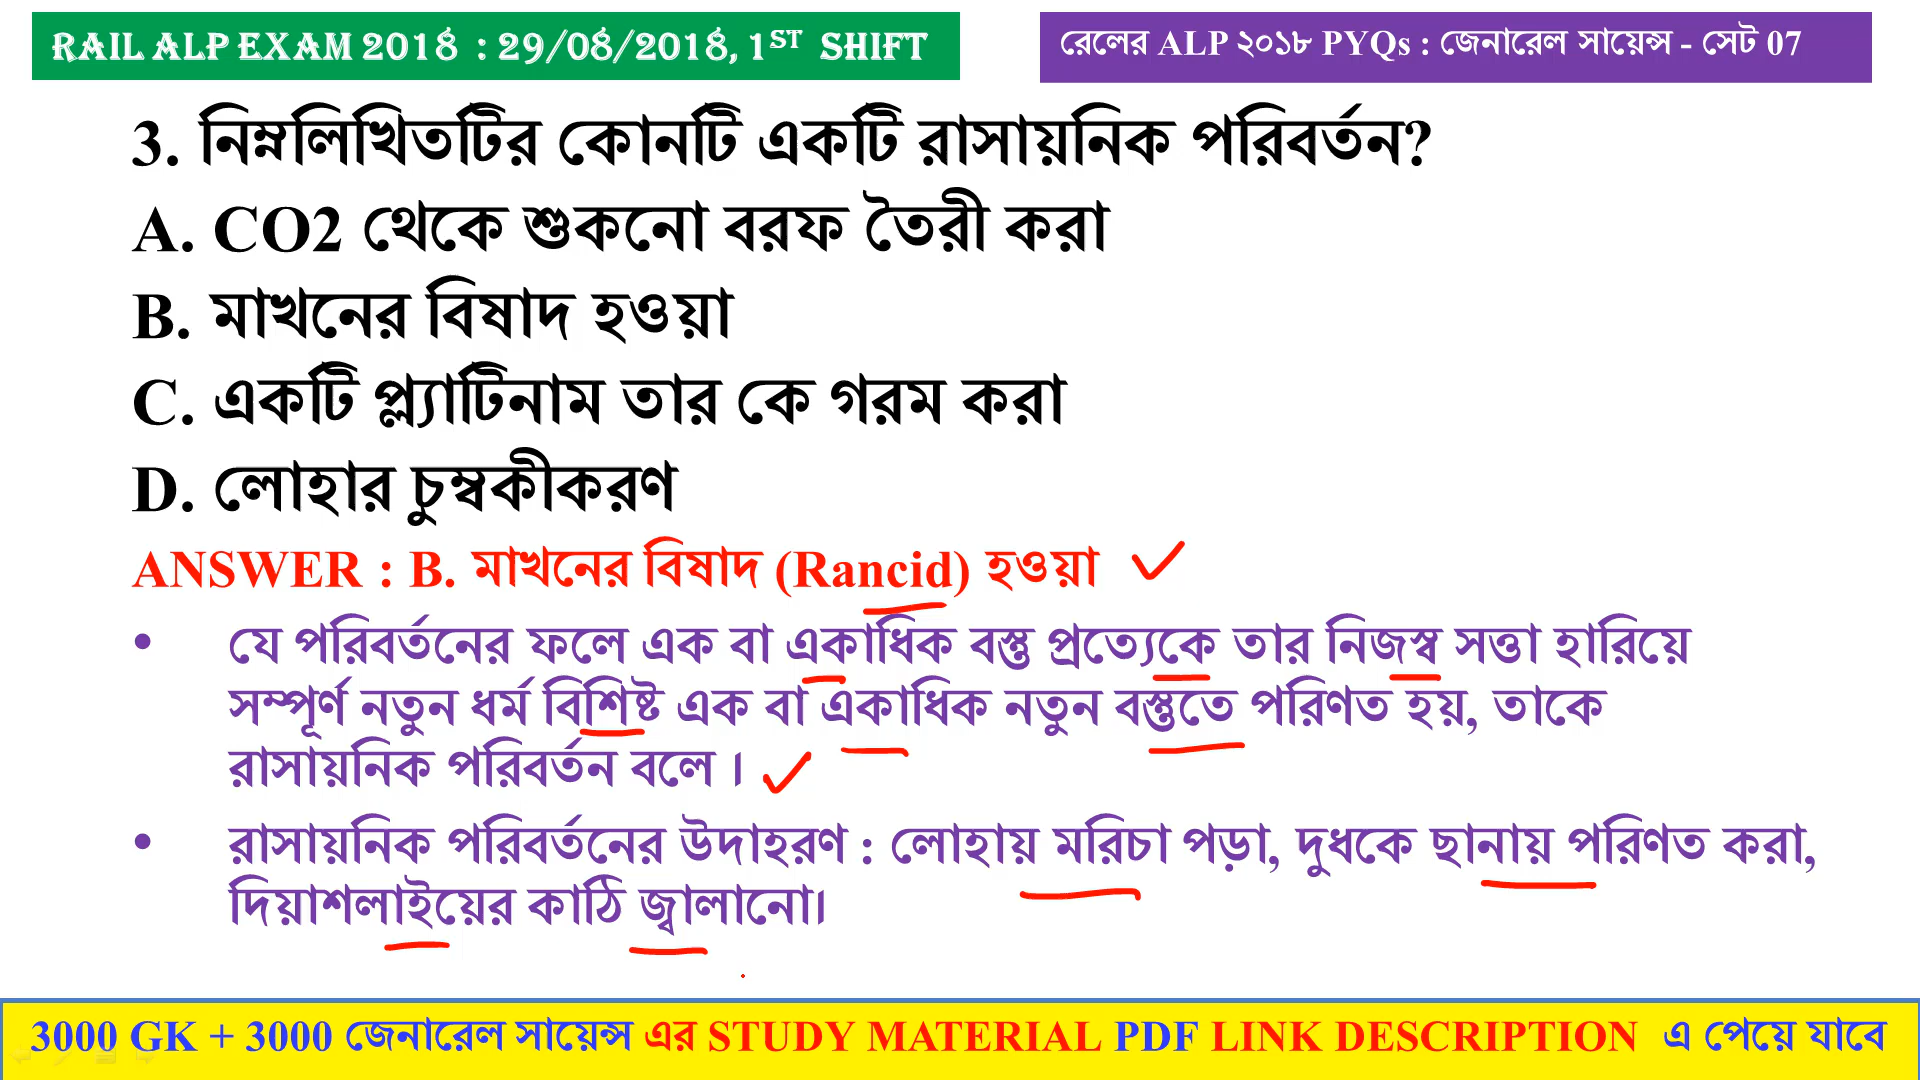 RAIL ALP EXAM 2018 : 29/08/2018, 1ST SHIFT
রেলের ALP ২০১৮ PYQs : জেনারেল সায়েন্স - সেট 07
3. নিম্নলিখিতটির কোনটি একটি রাসায়নিক পরিবর্তন?
A. CO2 থেকে শুকনো বরফ তৈরী করা
B. মাখনের বিষাদ হওয়া
C. একটি প্ল্যাটিনাম তার কে গরম করা
D. লোহার চুম্বকীকরণ
ANSWER : B. মাখনের বিষাদ (Rancid) হওয়া
• যে পরিবর্তনের ফলে এক বা একাধিক বস্তু প্রত্যেকে তার নিজস্ব সত্তা হারিয়ে
সম্পূর্ণ নতুন ধর্ম বিশিষ্ট এক বা একাধিক নতুন বস্তুতে পরিণত হয়, তাকে
রাসায়নিক পরিবর্তন বলে ।
• রাসায়নিক পরিবর্তনের উদাহরণ : লোহায় মরিচা পড়া, দুধকে ছানায় পরিণত করা,
দিয়াশলাইয়ের কাঠি জ্বালানো।
3000 GK + 3000 জেনারেল সায়েন্স এর STUDY MATERIAL PDF LINK DESCRIPTION এ পেয়ে যাবে